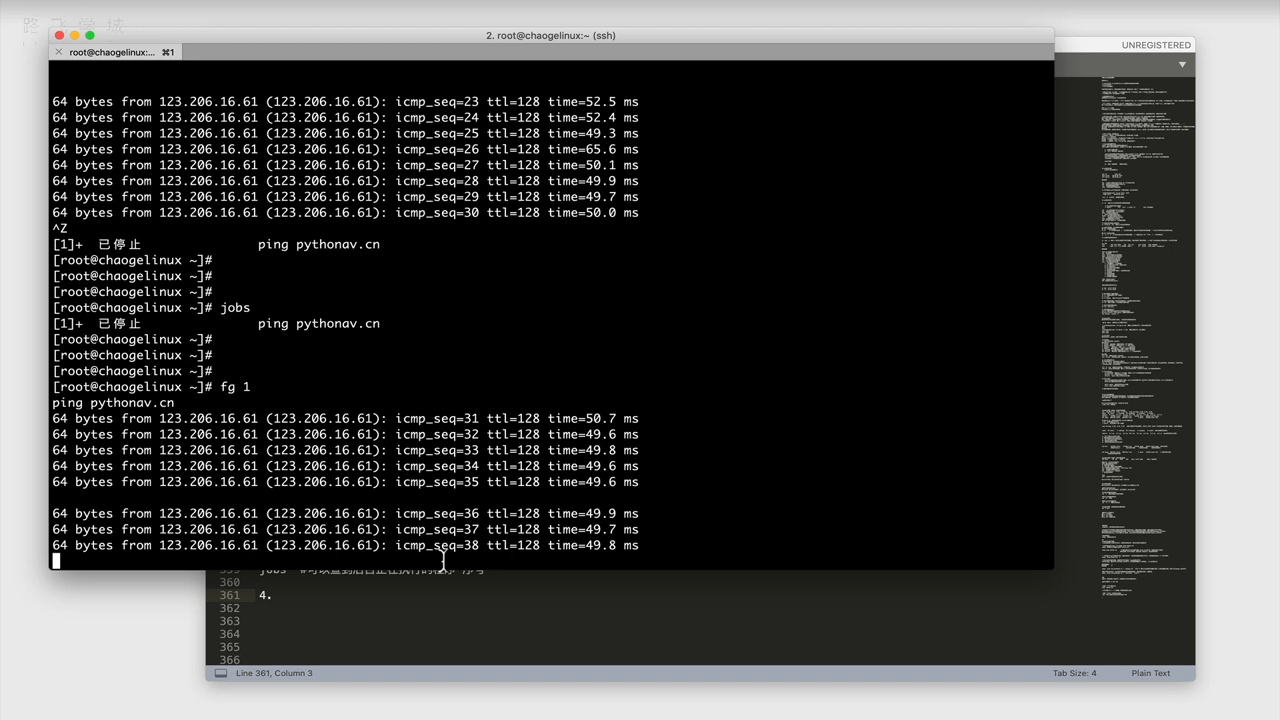 路飞学城
2. root@chaogelinux:~ (ssh)
× root@chaogelinux:... ⌘1
UNREGISTERED
64 bytes from 123.206.16.61 (123.206.16.61): icmp_seq=23 ttl=128 time=49.9 ms
64 bytes from 123.206.16.61 (123.206.16.61): icmp_seq=24 ttl=128 time=49.7 ms
64 bytes from 123.206.16.61 (123.206.16.61): icmp_seq=25 ttl=128 time=49.6 ms
64 bytes from 123.206.16.61 (123.206.16.61): icmp_seq=26 ttl=128 time=49.8 ms
64 bytes from 123.206.16.61 (123.206.16.61): icmp_seq=27 ttl=128 time=50.1 ms
64 bytes from 123.206.16.61 (123.206.16.61): icmp_seq=28 ttl=128 time=49.9 ms
64 bytes from 123.206.16.61 (123.206.16.61): icmp_seq=29 ttl=128 time=49.7 ms
64 bytes from 123.206.16.61 (123.206.16.61): icmp_seq=30 ttl=128 time=50.0 ms
^Z
[1]+ 已停止 ping pythonav.cn
[root@chaogelinux ~]#
[root@chaogelinux ~]#
[root@chaogelinux ~]#
[root@chaogelinux ~]# jobs
[1]+ 已停止 ping pythonav.cn
[root@chaogelinux ~]#
[root@chaogelinux ~]#
[root@chaogelinux ~]#
[root@chaogelinux ~]# fg 1
ping pythonav.cn
64 bytes from 123.206.16.61 (123.206.16.61): icmp_seq=31 ttl=128 time=49.7 ms
64 bytes from 123.206.16.61 (123.206.16.61): icmp_seq=32 ttl=128 time=49.6 ms
64 bytes from 123.206.16.61 (123.206.16.61): icmp_seq=33 ttl=128 time=49.8 ms
64 bytes from 123.206.16.61 (123.206.16.61): icmp_seq=34 ttl=128 time=50.2 ms
64 bytes from 123.206.16.61 (123.206.16.61): icmp_seq=35 ttl=128 time=49.6 ms
64 bytes from 123.206.16.61 (123.206.16.61): icmp_seq=36 ttl=128 time=49.9 ms
64 bytes from 123.206.16.61 (123.206.16.61): icmp_seq=37 ttl=128 time=49.7 ms
64 bytes from 123.206.16.61 (123.206.16.61): icmp_seq=38 ttl=128 time=49.8 ms
360
361 4.
362
363
364
365
366
Line 361, Column 3
Tab Size: 4
Plain Text